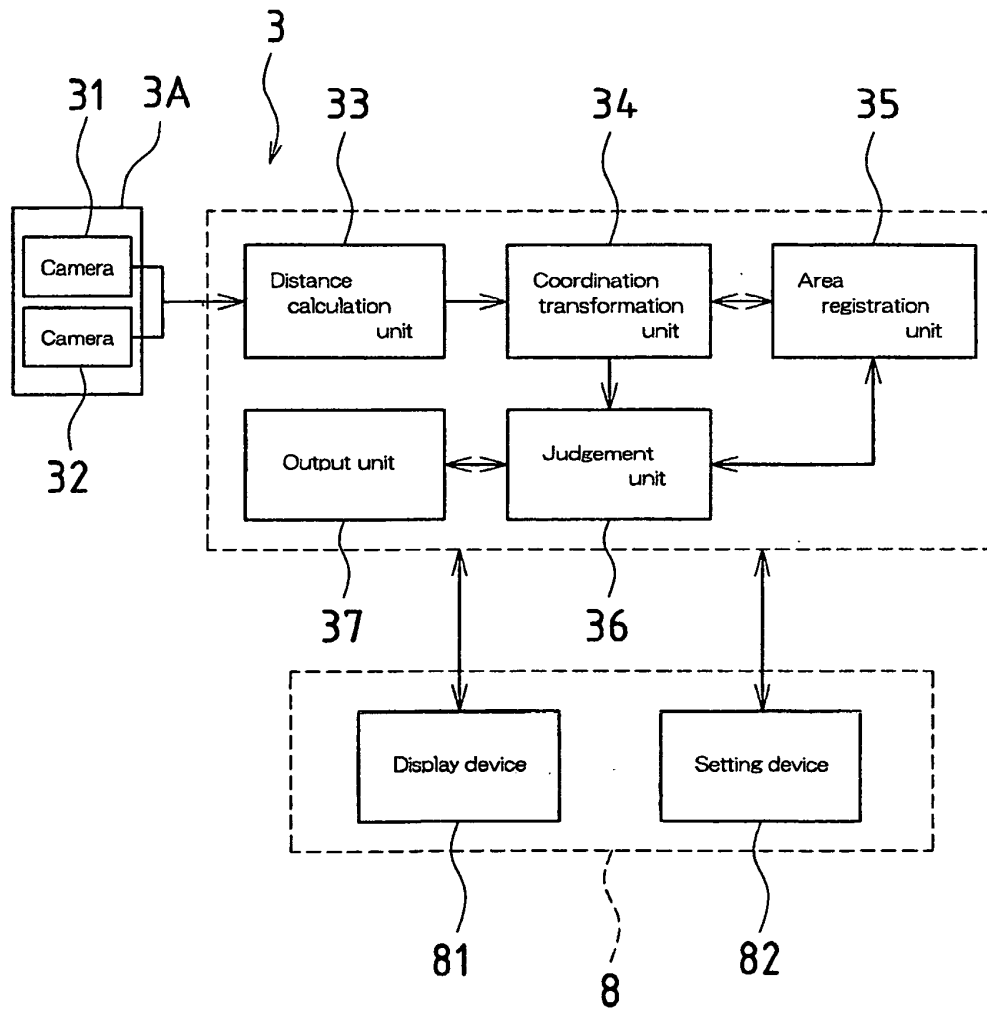 3
31
3A
33
34
35
Camera
Camera
32
Distance
calculation
unit
Coordination
transformation
unit
Area
registration
unit
Output unit
Judgement
unit
37
36
Display device
Setting device
81
8
82